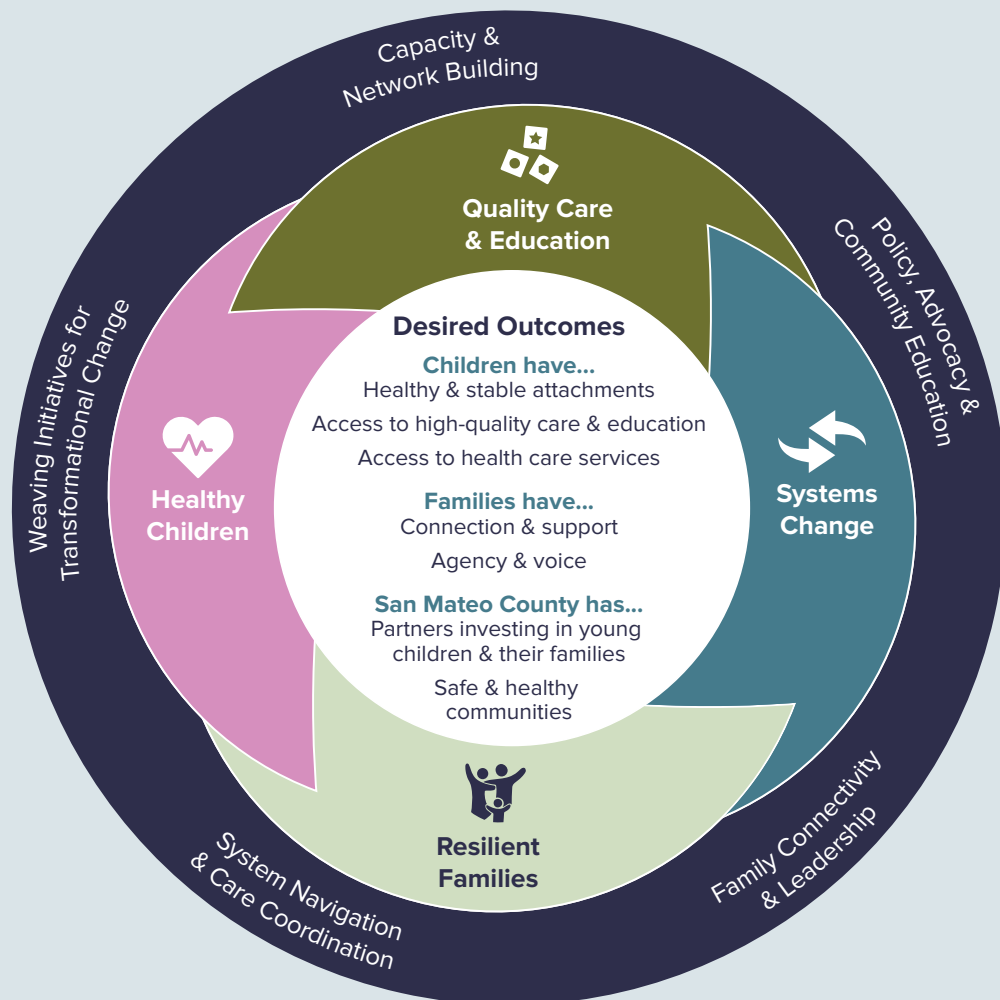 Capacity &
Network Building
Policy, Advocacy &
Community Education
Family Connectivity
& Leadership
System Navigation
& Care Coordination
Weaving Initiatives for
Transformational Change
Quality Care
& Education
Systems
Change
Resilient
Families
Healthy
Children
Desired Outcomes
Children have...
Healthy & stable attachments
Access to high-quality care & education
Access to health care services
Families have...
Connection & support
Agency & voice
San Mateo County has...
Partners investing in young
children & their families
Safe & healthy
communities